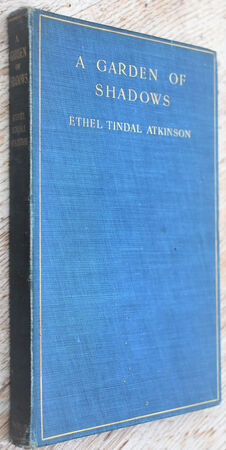 A GARDEN OF
SHADOWS
ETHEL TINDAL ATKINSON
A
GARDEN
OF
SHADOWS
ETHEL
TINDAL
ATKINSON